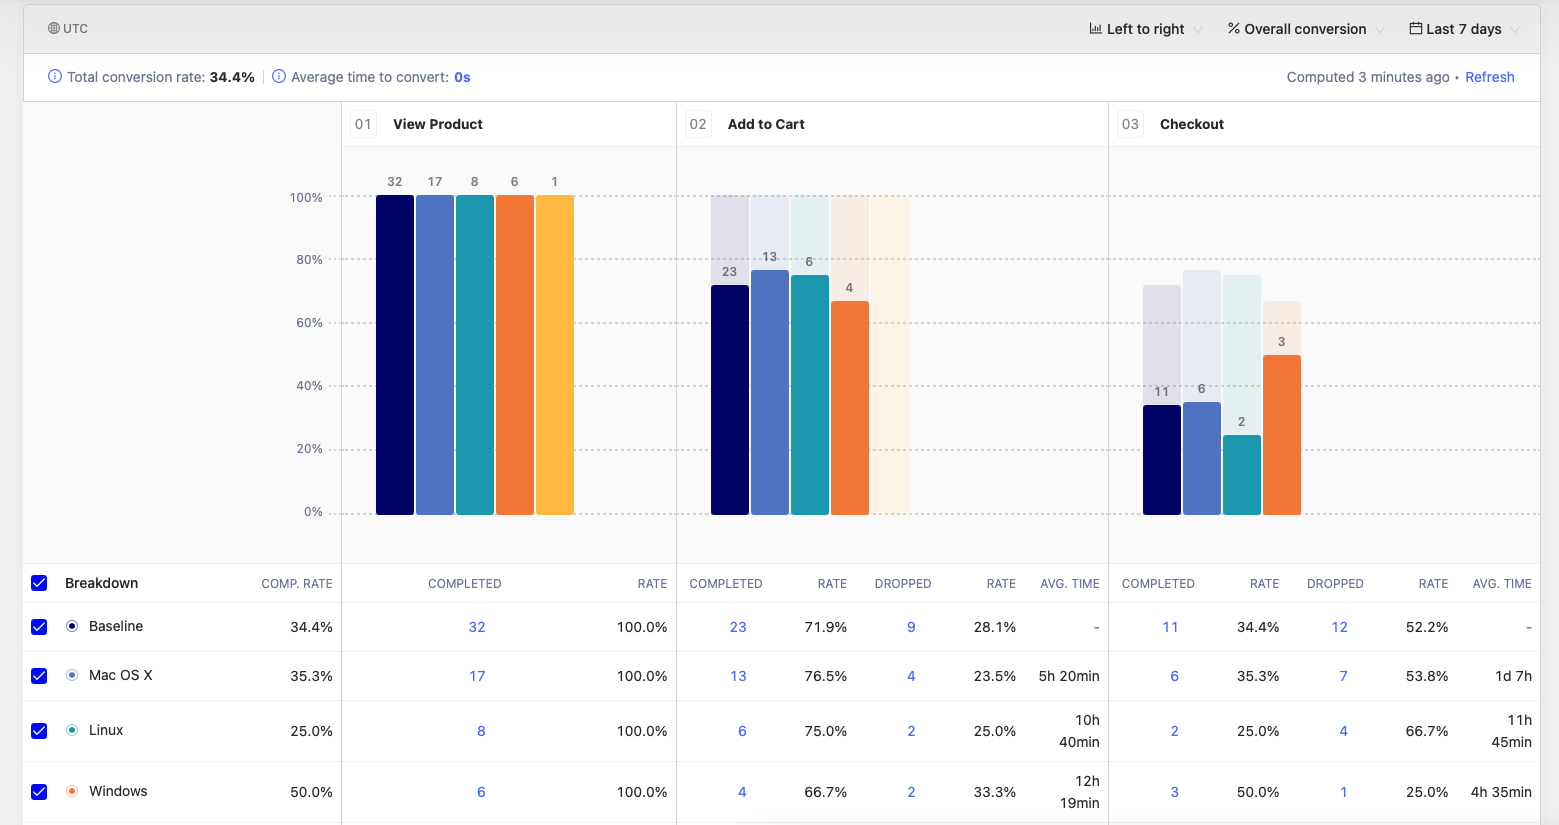 UTC Left to right % Overall conversion Last 7 days
Total conversion rate: 34.4% Average time to convert: 0s Computed 3 minutes ago • Refresh
01 View Product 02 Add to Cart 03 Checkout
32 17 8 6 1
100%
80%
60%
40%
20%
0%
23 13 6 4
11 6 2 3
Breakdown COMP. RATE COMPLETED RATE COMPLETED RATE DROPPED RATE AVG. TIME COMPLETED RATE DROPPED RATE AVG. TIME
Baseline 34.4% 32 100.0% 23 71.9% 9 28.1% - 11 34.4% 12 52.2% -
Mac OS X 35.3% 17 100.0% 13 76.5% 4 23.5% 5h 20min 6 35.3% 7 53.8% 1d 7h
Linux 25.0% 8 100.0% 6 75.0% 2 25.0% 10h 40min 2 25.0% 4 66.7% 11h 45min
Windows 50.0% 6 100.0% 4 66.7% 2 33.3% 12h 19min 3 50.0% 1 25.0% 4h 35min